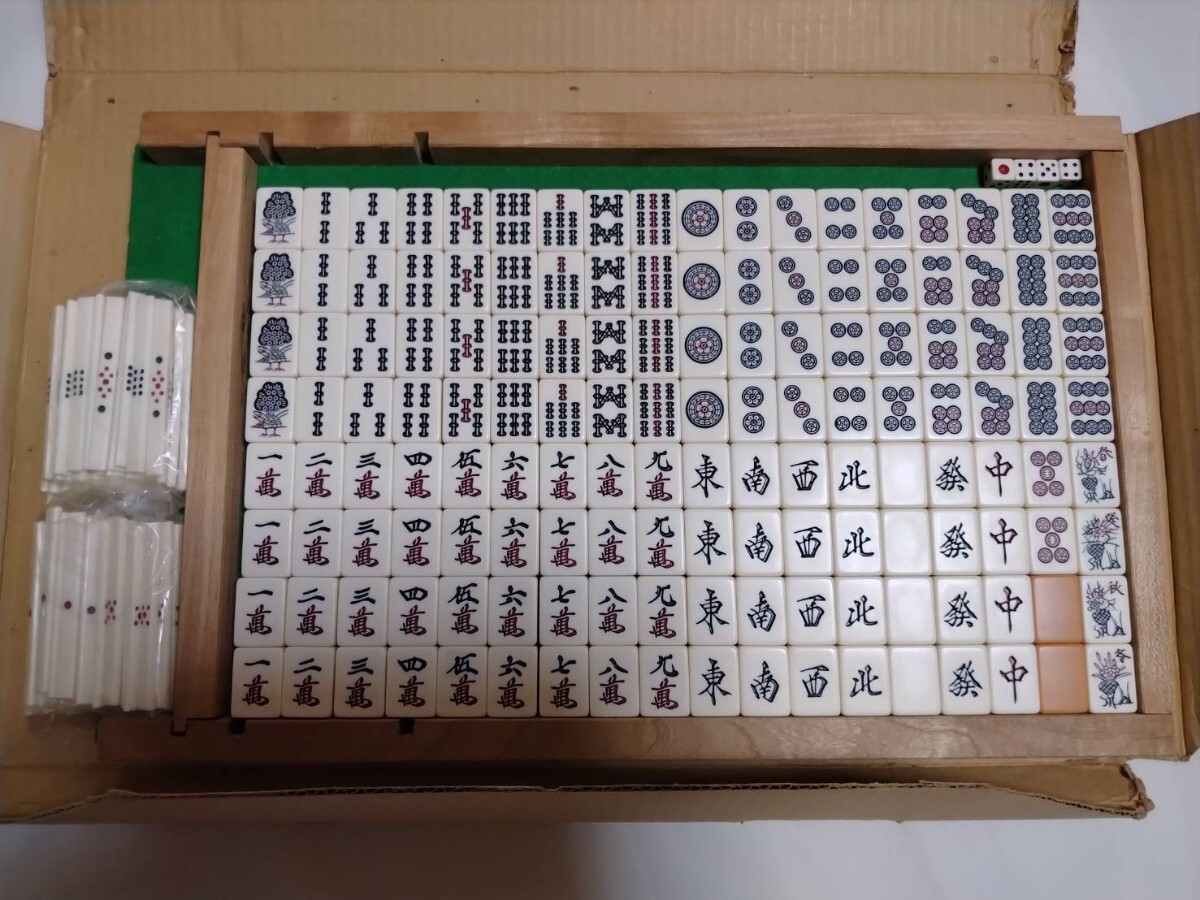 一 二 三 四 伍 六 七 八 九 東 南 西 北 發 中
萬 萬 萬 萬 萬 萬 萬 萬 萬
一 二 三 四 伍 六 七 八 九 東 南 西 北 發 中
萬 萬 萬 萬 萬 萬 萬 萬 萬
一 二 三 四 伍 六 七 八 九 東 南 西 北 發 中 秋
萬 萬 萬 萬 萬 萬 萬 萬 萬
一 二 三 四 伍 六 七 八 九 東 南 西 北 發 中 冬
萬 萬 萬 萬 萬 萬 萬 萬 萬